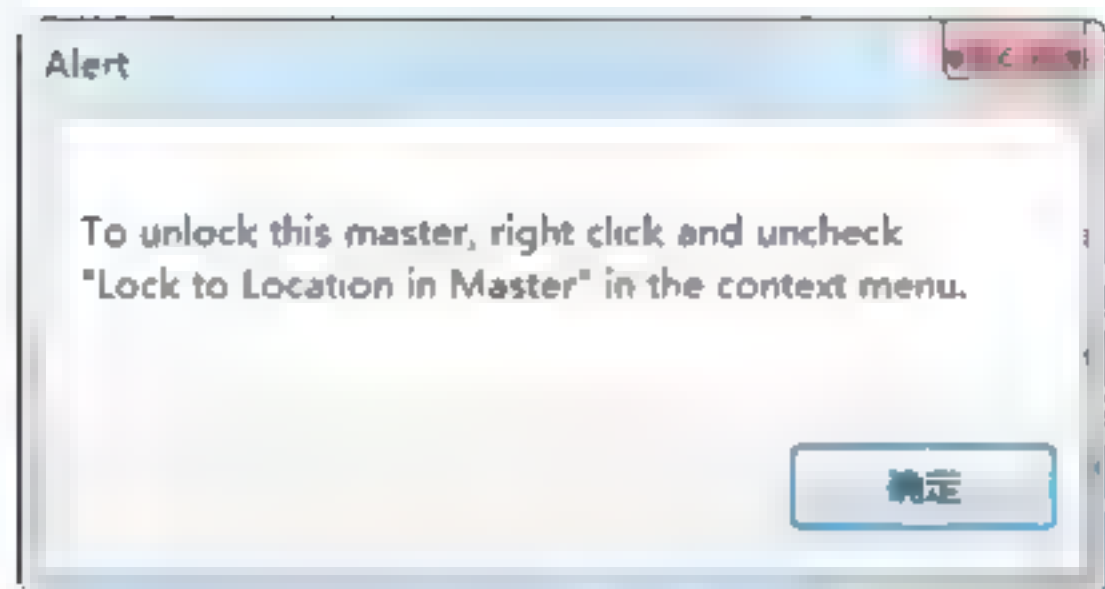 Alert
To unlock this master, right click and uncheck
"Lock to Location in Master" in the context menu.
确定